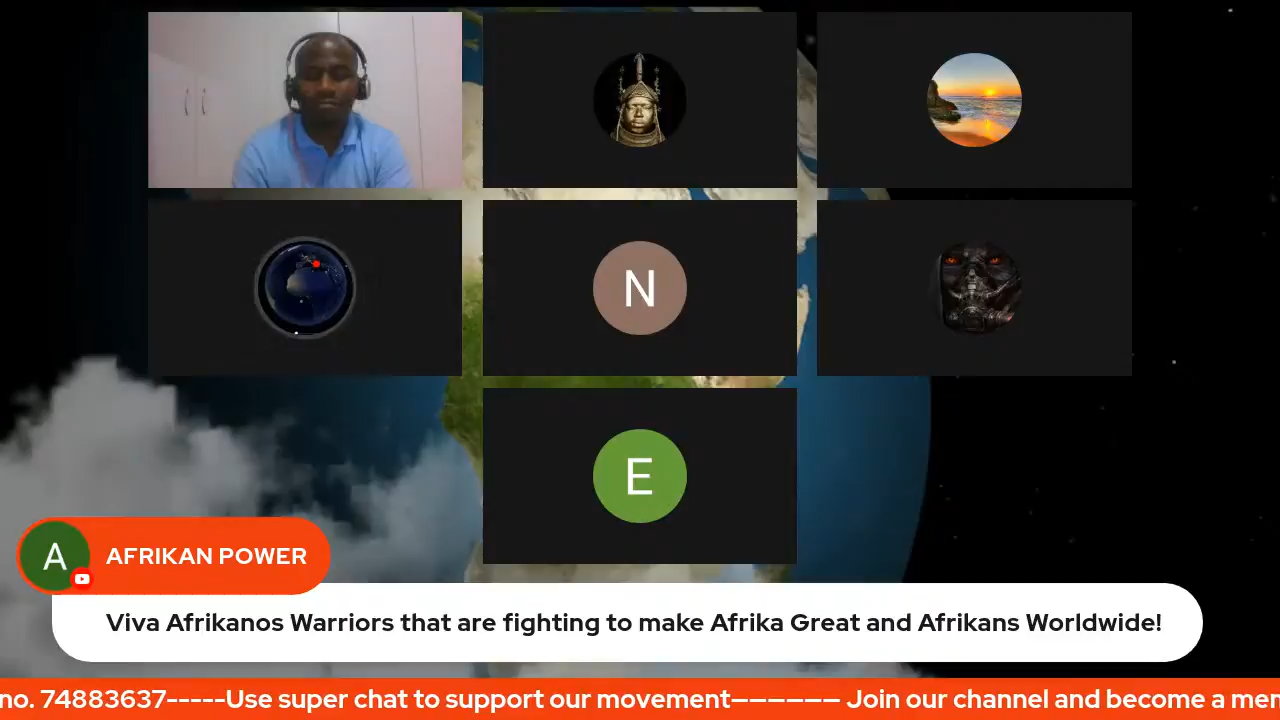 N
E
A
AFRIKAN POWER
Viva Afrikanos Warriors that are fighting to make Afrika Great and Afrikans Worldwide!
no. 74883637-----Use super chat to support our movement—————— Join our channel and become a